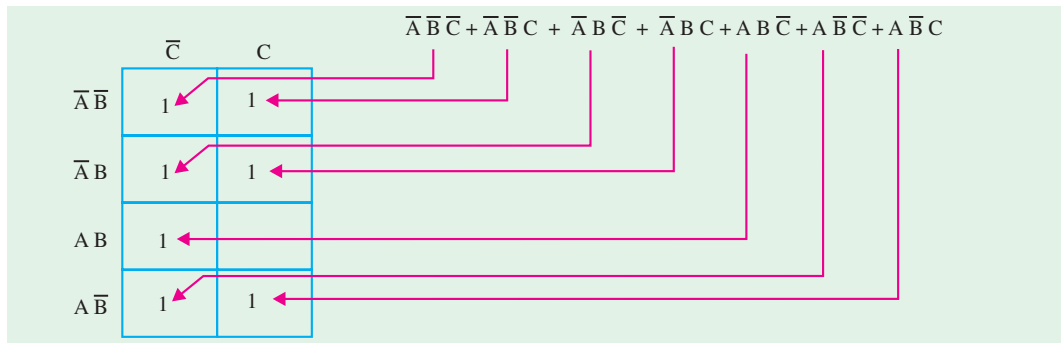 A̅ B̅ C̅ + A̅ B̅ C + A̅ B C̅ + A̅ B C + A B C̅ + A B̅ C̅ + A B̅ C
C̅ C
A̅ B̅ 1 1
A̅ B 1 1
A B 1
A B̅ 1 1